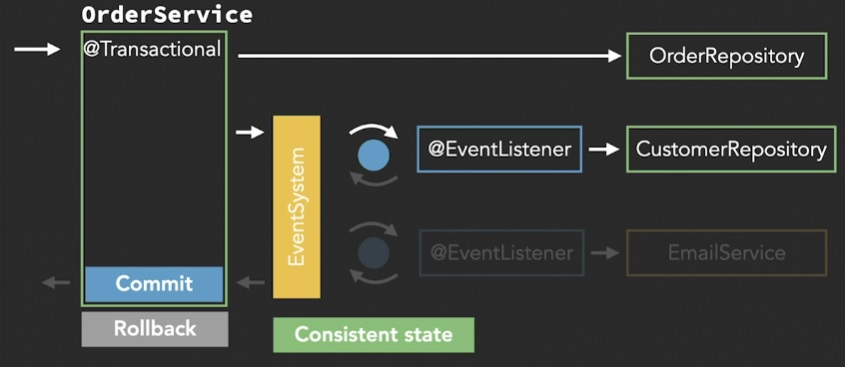 OrderService
@Transactional
OrderRepository
EventSystem
@EventListener
CustomerRepository
@EventListener
EmailService
Commit
Rollback
Consistent state